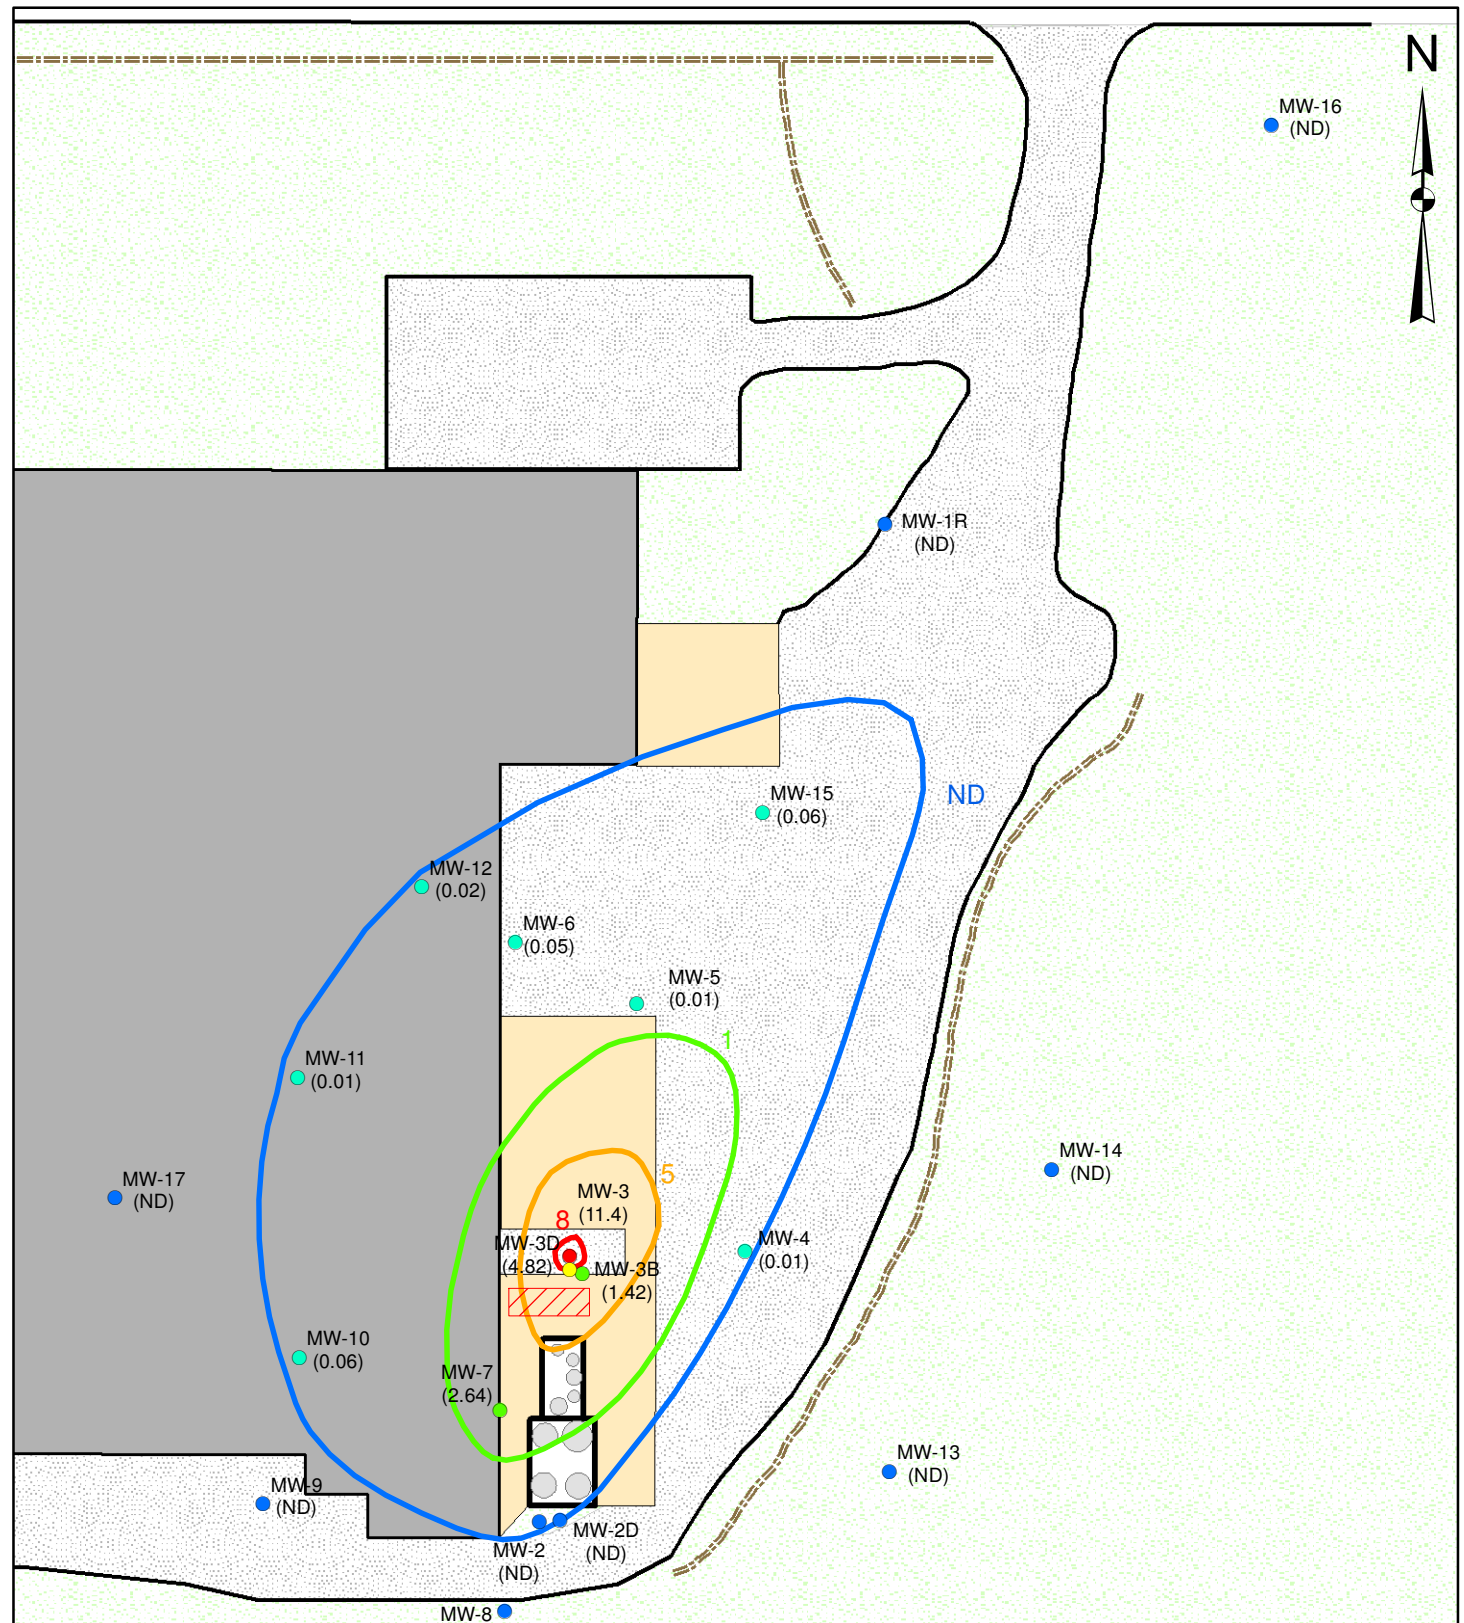 N
MW-16
(ND)
MW-1R
(ND)
MW-15
(0.06)
ND
MW-12
(0.02)
MW-6
(0.05)
MW-5
(0.01)
1
MW-11
(0.01)
MW-17
(ND)
MW-14
(ND)
5
MW-3
(11.4)
8
MW-3D
(4.82)
MW-4
(0.01)
MW-3B
(1.42)
MW-10
(0.06)
MW-7
(2.64)
MW-13
(ND)
MW-9
(ND)
MW-2D
(ND)
MW-2
(ND)
MW-8